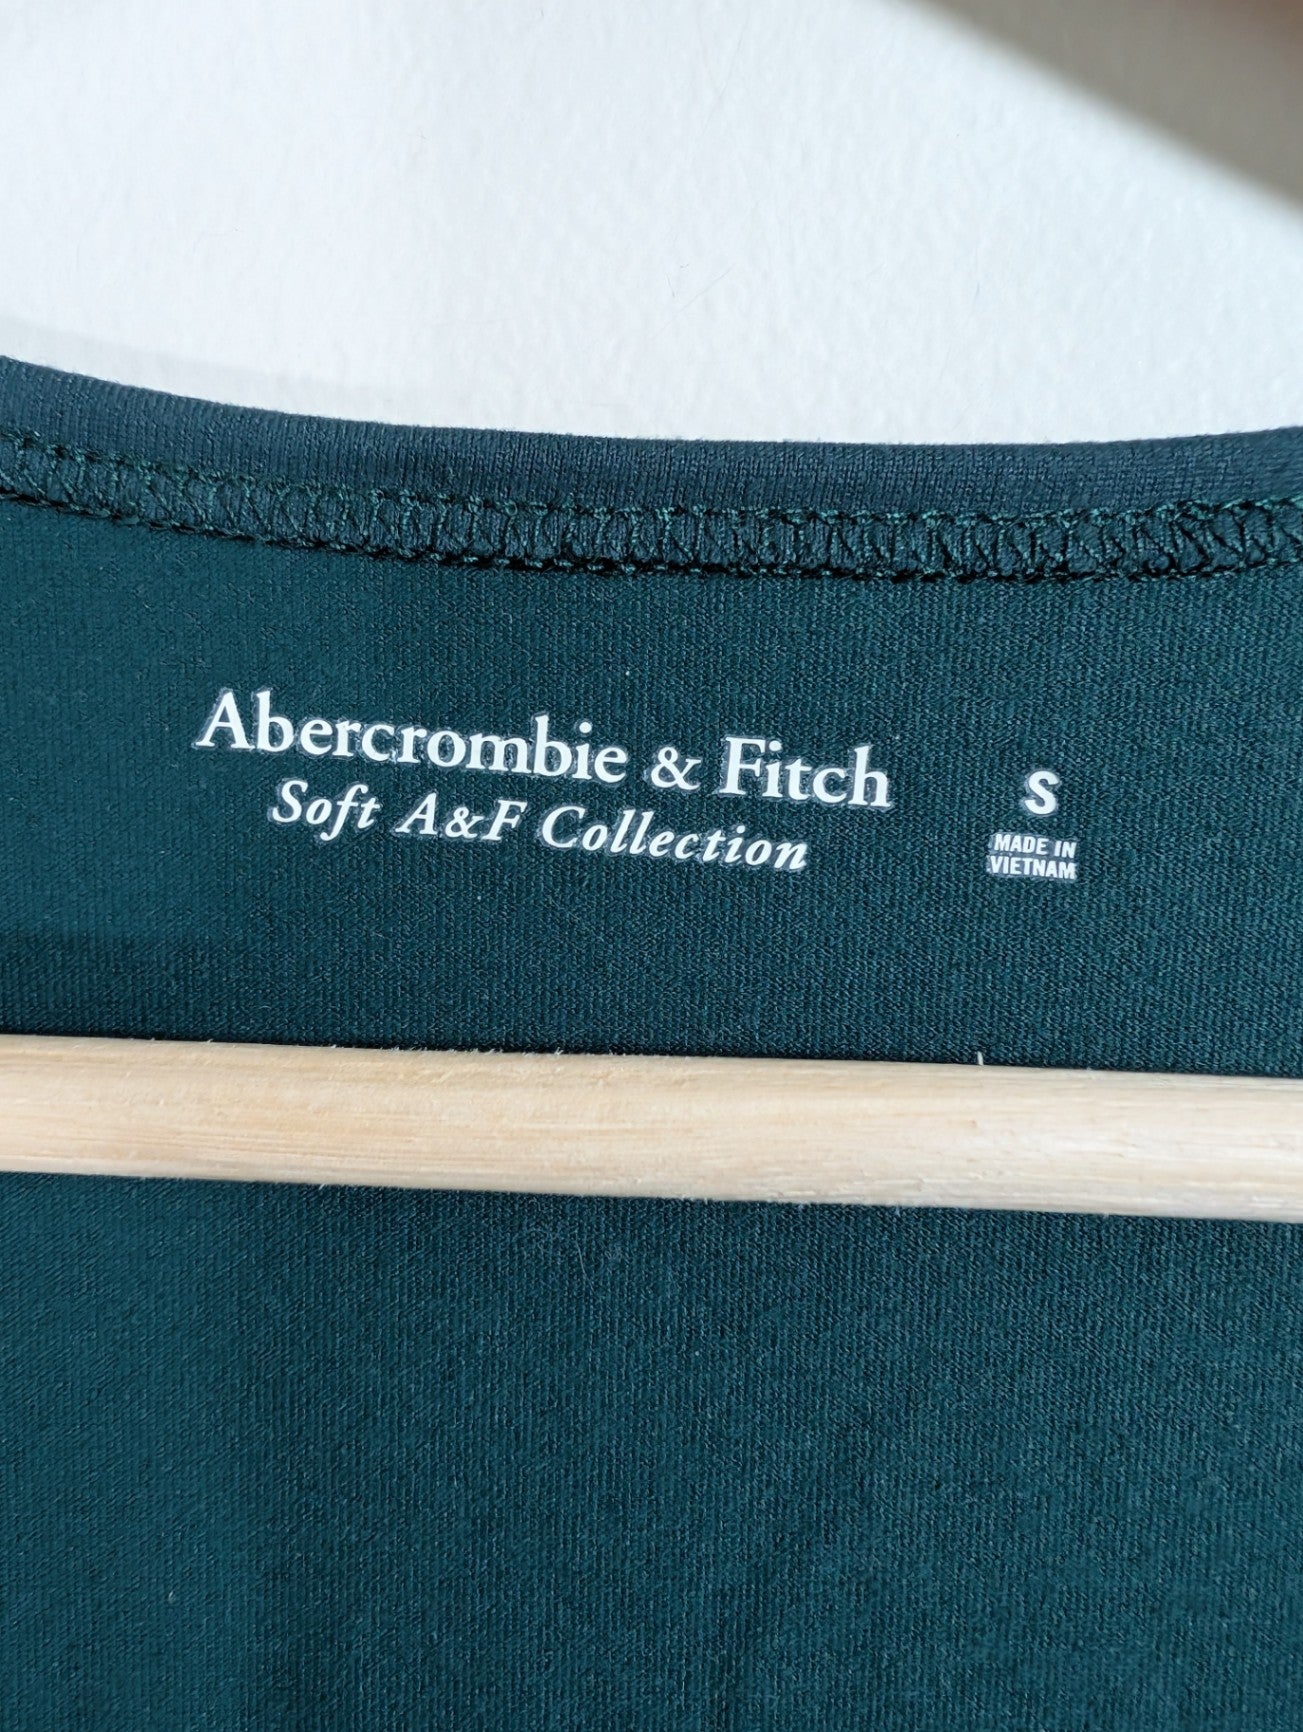 Abercrombie & Fitch
Soft A&F Collection
S
MADE IN
VIETNAM